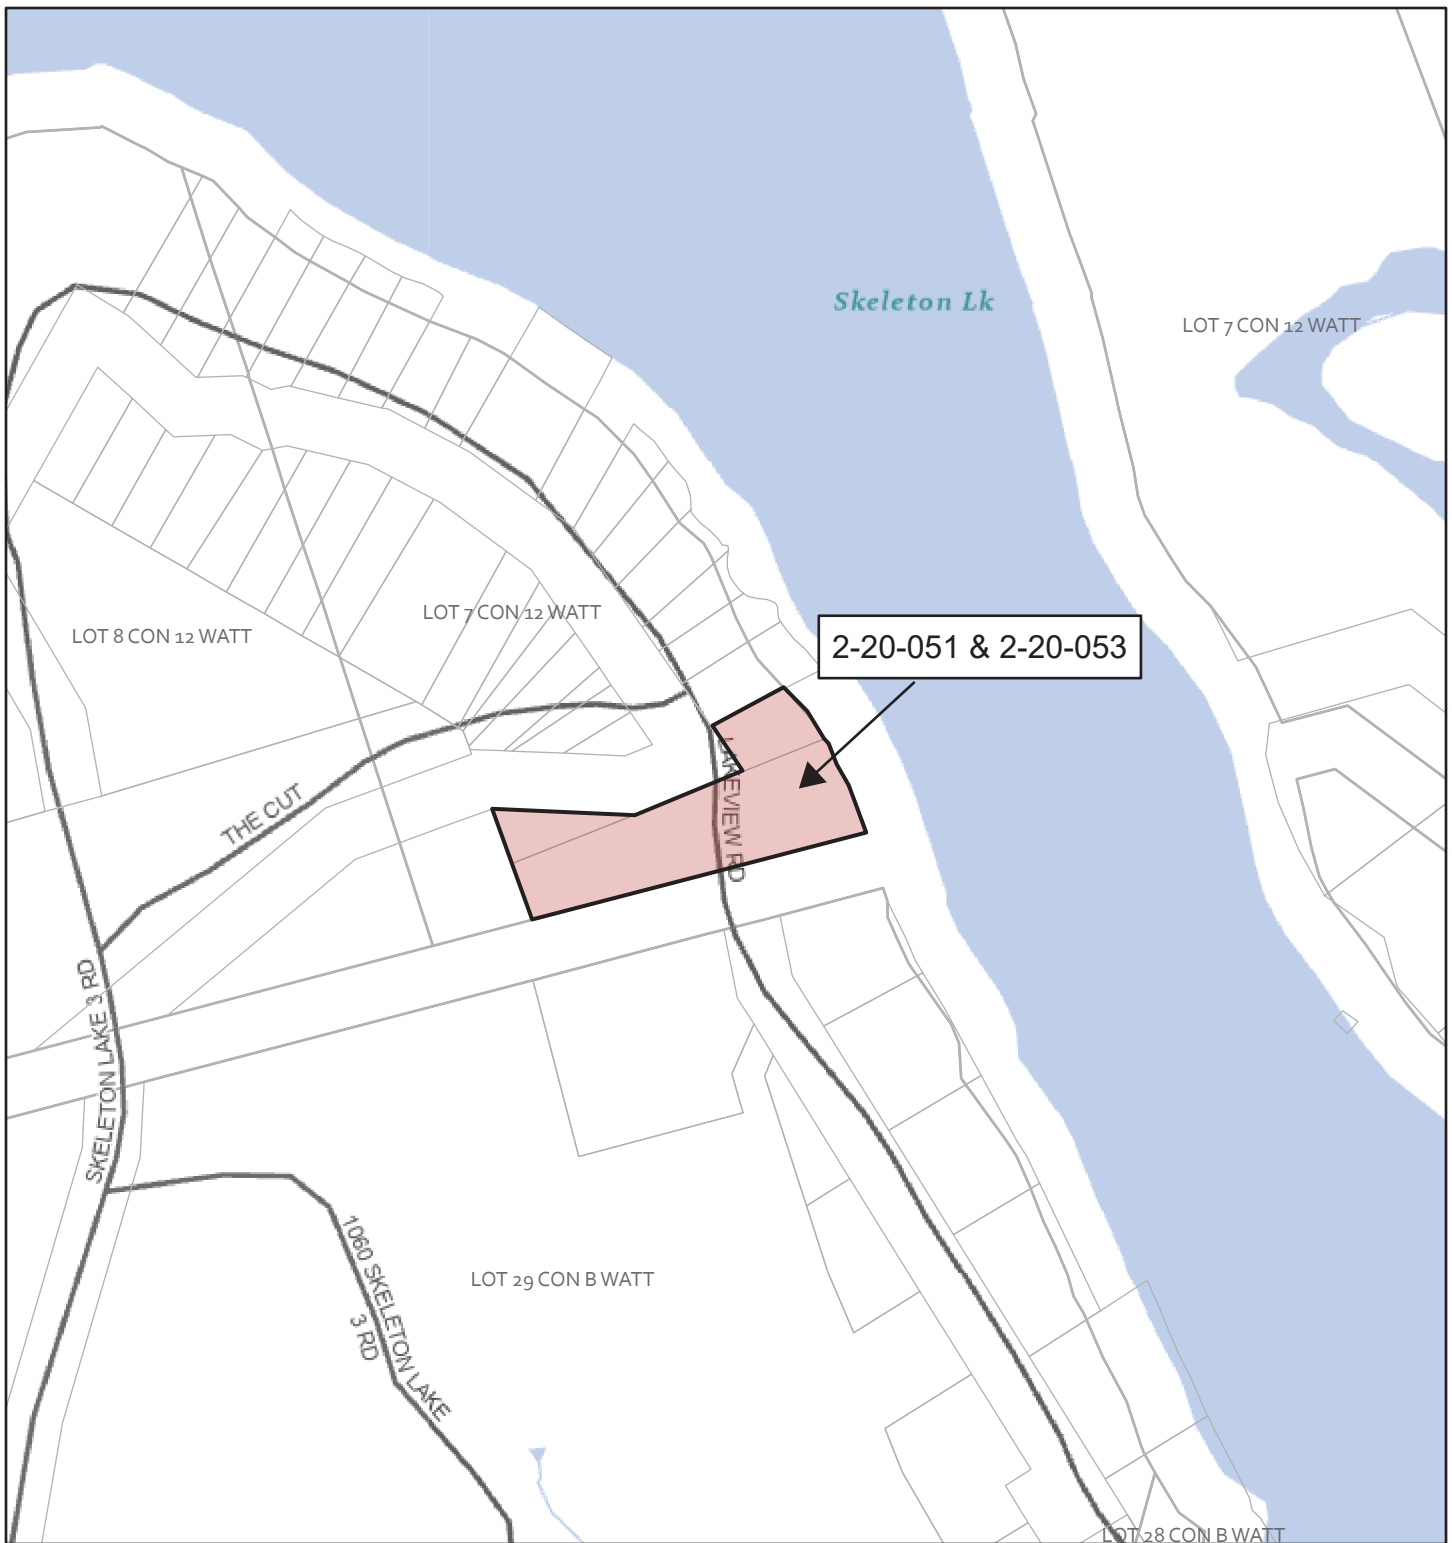 Skeleton Lk
LOT 7 CON 12 WATT
LOT 7 CON 12 WATT
LOT 8 CON 12 WATT
2-20-051 & 2-20-053
LAKEVIEW RD
THE CUT
SKELETON LAKE 3 RD
1060 SKELETON LAKE
3 RD
LOT 29 CON B WATT
LOT 28 CON B WATT